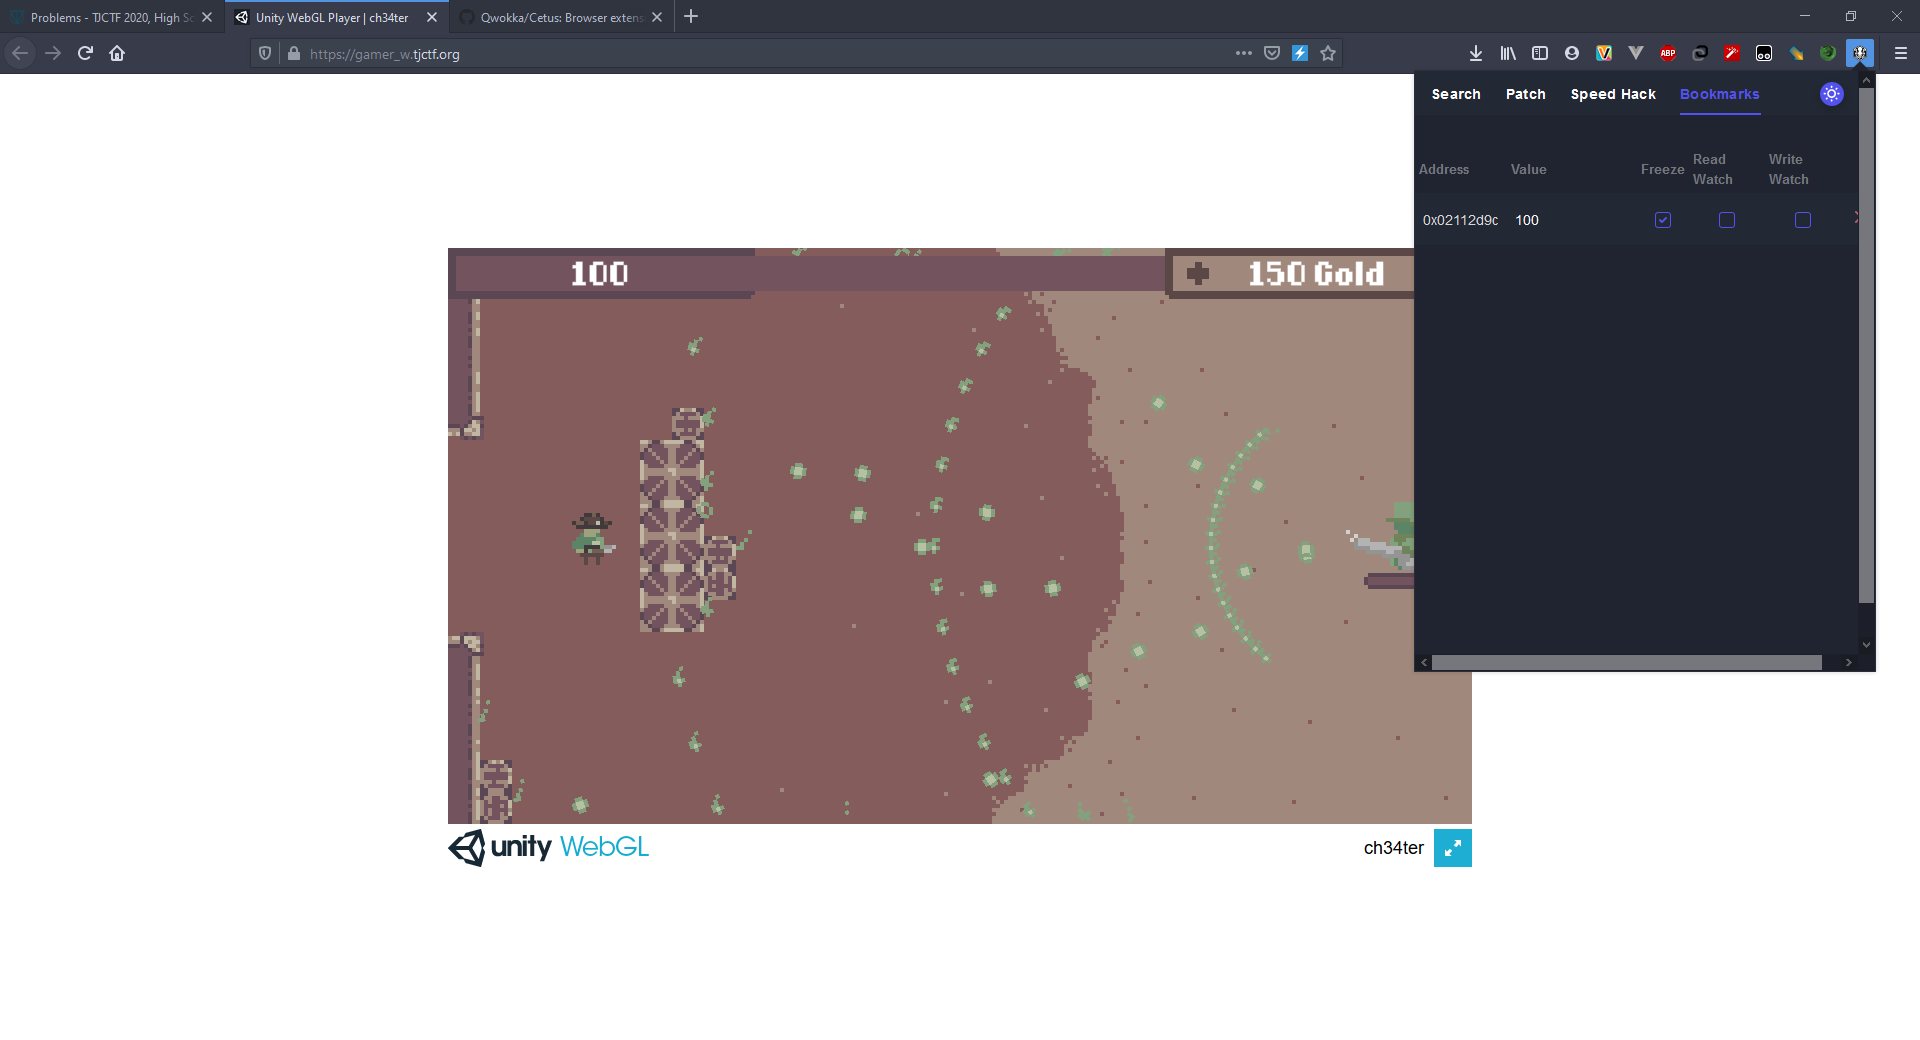 Problems - TJCTF 2020, High Sc
Unity WebGL Player | ch34ter
Qwokka/Cetus: Browser extens
https://gamer_w.tjctf.org
ABP
Search Patch Speed Hack Bookmarks
Address Value Freeze Read Watch Write Watch
0x02112d9c 100
100
150 Gold
unity WebGL
ch34ter